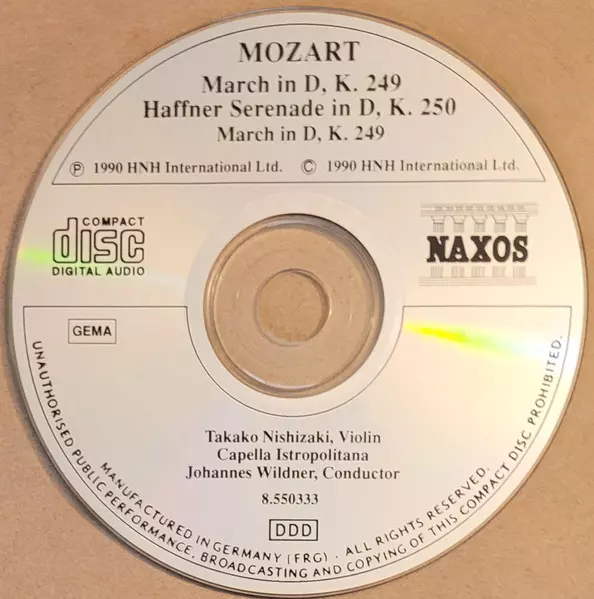 MOZART
March in D, K. 249
Haffner Serenade in D, K. 250
March in D, K. 249
Ⓟ 1990 HNH International Ltd. © 1990 HNH International Ltd.
COMPACT
disc
DIGITAL AUDIO
NAXOS
GEMA
Takako Nishizaki, Violin
Capella Istropolitana
Johannes Wildner, Conductor
8.550333
DDD
MANUFACTURED IN GERMANY (FRG) . ALL RIGHTS RESERVED.
UNAUTHORISED PUBLIC PERFORMANCE, BROADCASTING AND COPYING OF THIS COMPACT DISC PROHIBITED.